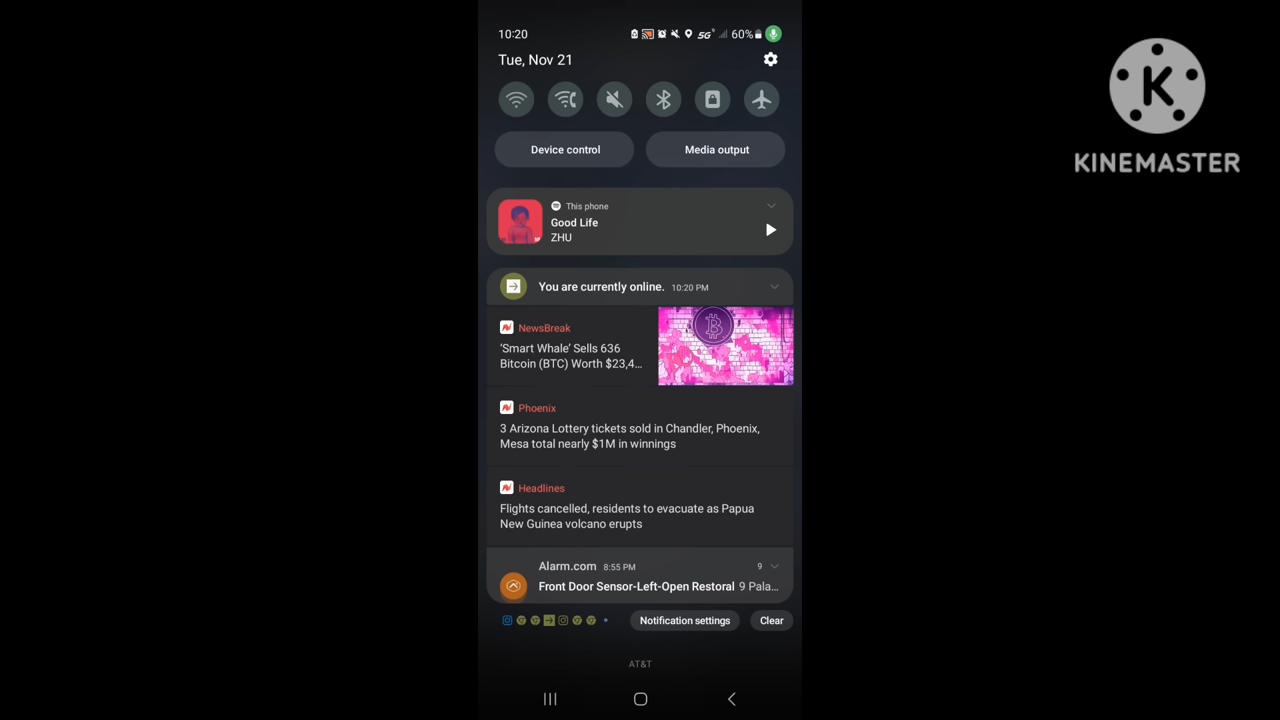 10:20
5G
60%
Tue, Nov 21
Device control
Media output
This phone
Good Life
ZHU
You are currently online. 10:20 PM
NewsBreak
‘Smart Whale’ Sells 636
Bitcoin (BTC) Worth $23,4...
Phoenix
3 Arizona Lottery tickets sold in Chandler, Phoenix,
Mesa total nearly $1M in winnings
Headlines
Flights cancelled, residents to evacuate as Papua
New Guinea volcano erupts
Alarm.com 8:55 PM
9
Front Door Sensor-Left-Open Restoral 9 Pala...
Notification settings
Clear
AT&T
K
KINEMASTER